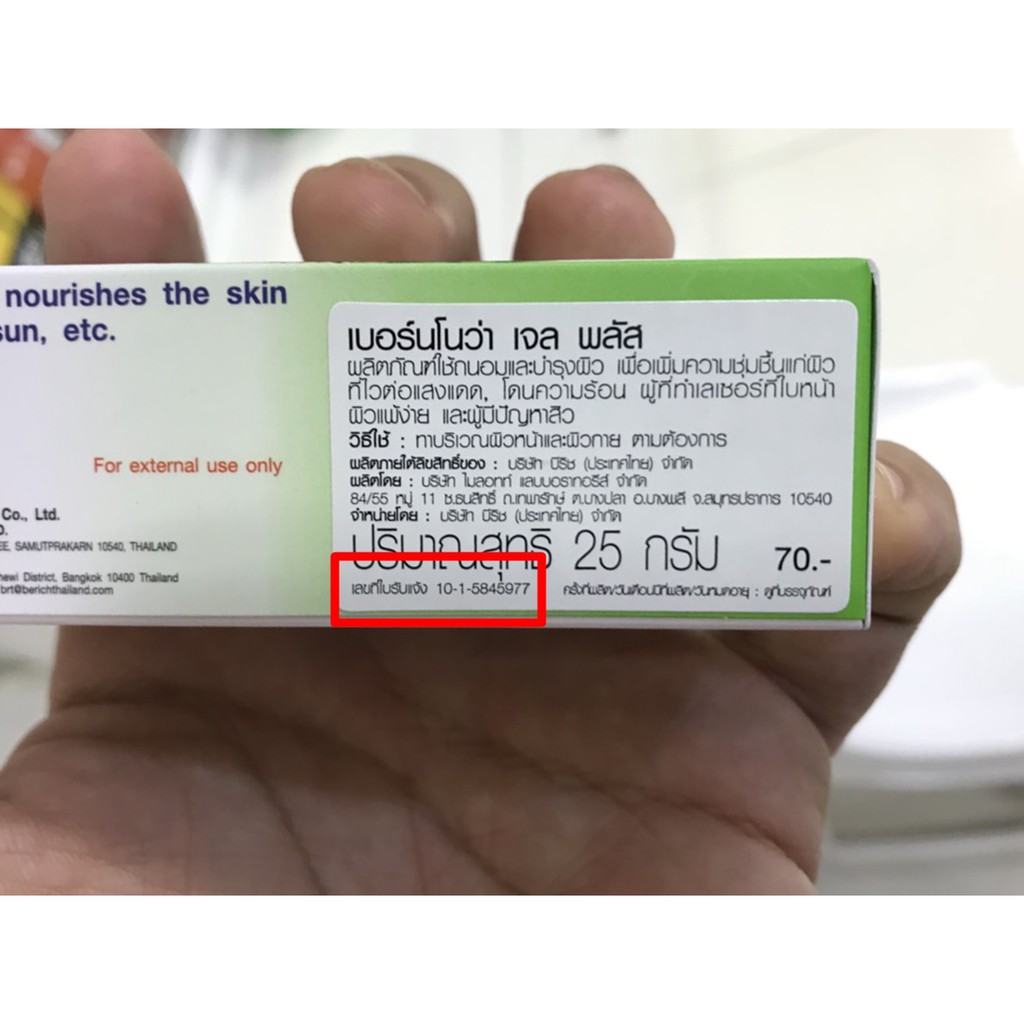 nourishes the skin
sun, etc.
For external use only
Co., Ltd.
EE, SAMUTPRAKARN 10540, THAILAND
District, Bangkok 10400 Thailand
brt@berichthailand.com
เบอร์นโนว่า เจล พลัส
ผลิตภัณฑ์ใช้ถนอมและบำรุงผิว เพื่อเพิ่มความชุ่มชื้นแก่ผิว
ที่ไวต่อแสงแดด, โดนความร้อน ผู้ที่ทำเลเซอร์ที่ใบหน้า
ผิวแพ้ง่าย และผู้มีปัญหาสิว
วิธีใช้ : ทาบริเวณผิวหน้าและผิวกาย ตามต้องการ
ผลิตภายใต้ลิขสิทธิ์ของ : บริษัท บีริช (ประเทศไทย) จำกัด
ผลิตโดย : บริษัท ไมลอทท์ แลบบอราทอรีส์ จำกัด
84/55 หมู่ 11 ซ.ธนสิทธิ์ ถ.เทพารักษ์ ต.บางปลา อ.บางพลี จ.สมุทรปราการ 10540
จำหน่ายโดย : บริษัท บีริช (ประเทศไทย) จำกัด
ปริมาณสุทธิ 25 กรัม 70.-
เลขที่ใบรับแจ้ง 10-1-5845977 ครั้งที่ผลิต/วันเดือนปีที่ผลิต/วันหมดอายุ : ดูที่บรรจุภัณฑ์